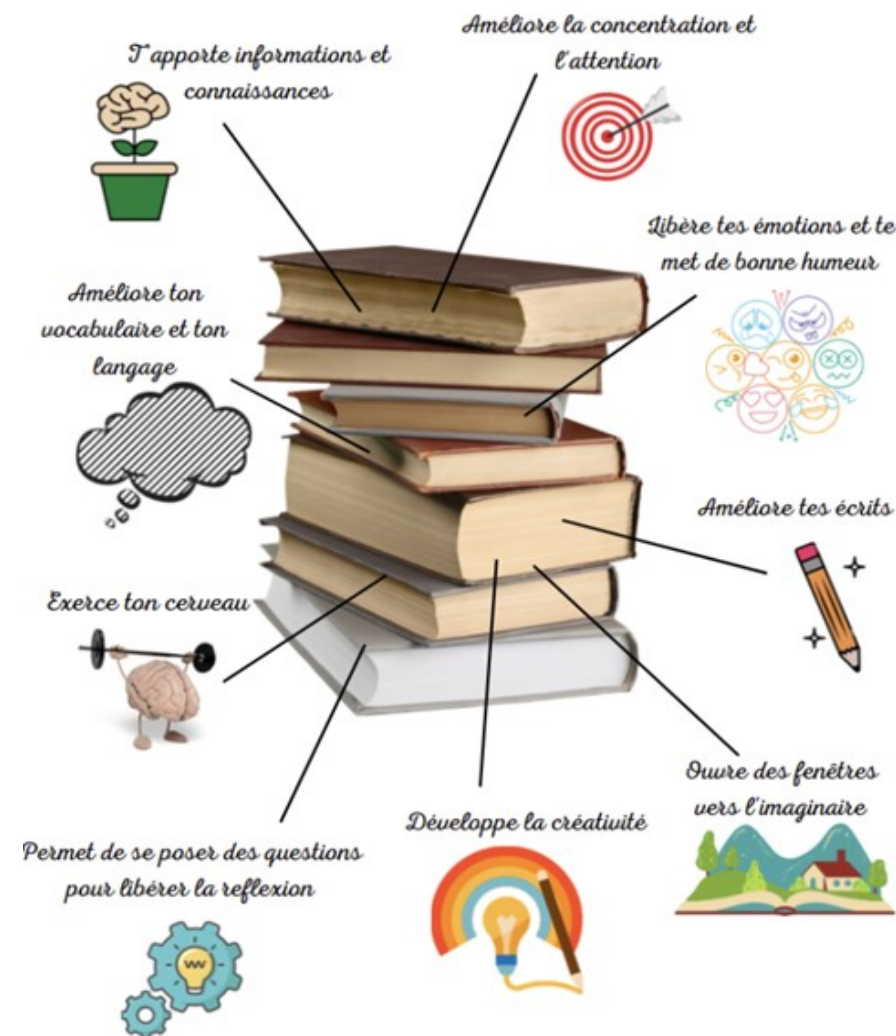 T'apporte informations et
connaissances
Améliore la concentration et
l'attention
Libère tes émotions et te
met de bonne humeur
Améliore ton
vocabulaire et ton
langage
Améliore tes écrits
Exerce ton cerveau
Ouvre des fenêtres
vers l'imaginaire
Développe la créativité
Permet de se poser des questions
pour libérer la reflexion